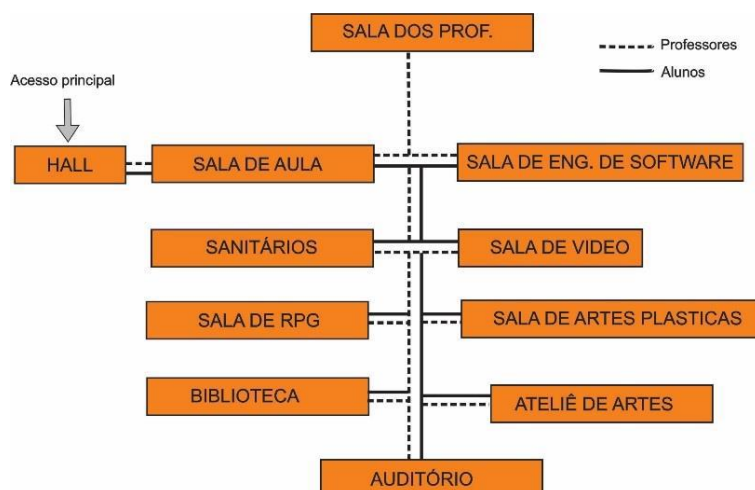 SALA DOS PROF.
Professores
Alunos
Acesso principal
HALL
SALA DE AULA
SALA DE ENG. DE SOFTWARE
SANITÁRIOS
SALA DE VIDEO
SALA DE RPG
SALA DE ARTES PLASTICAS
BIBLIOTECA
ATELIÊ DE ARTES
AUDITÓRIO